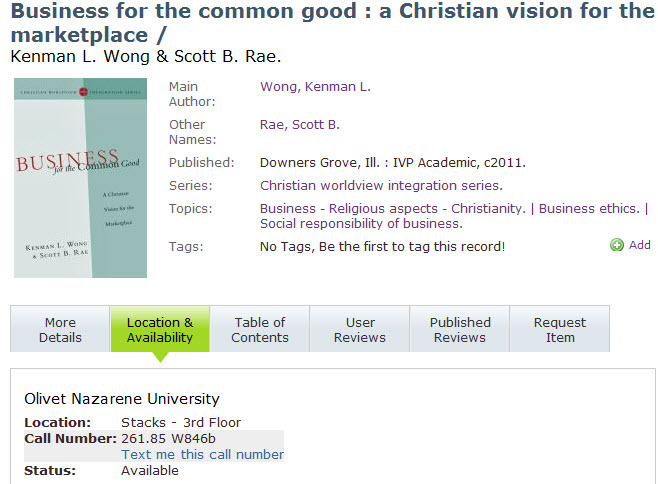 Business for the common good : a Christian vision for the
marketplace /
Kenman L. Wong & Scott B. Rae.
CHRISTIAN WORLDVIEW INTEGRATION SERIES
BUSINESS
for the Common Good
A Christian
Vision for the
Marketplace
KENMAN L. WONG
& SCOTT B. RAE
Main Author: Wong, Kenman L.
Other Names: Rae, Scott B.
Published: Downers Grove, Ill. : IVP Academic, c2011.
Series: Christian worldview integration series.
Topics: Business - Religious aspects - Christianity. | Business ethics. |
Social responsibility of business.
Tags: No Tags, Be the first to tag this record! Add
More Details
Location & Availability
Table of Contents
User Reviews
Published Reviews
Request Item
Olivet Nazarene University
Location: Stacks - 3rd Floor
Call Number: 261.85 W846b
Text me this call number
Status: Available